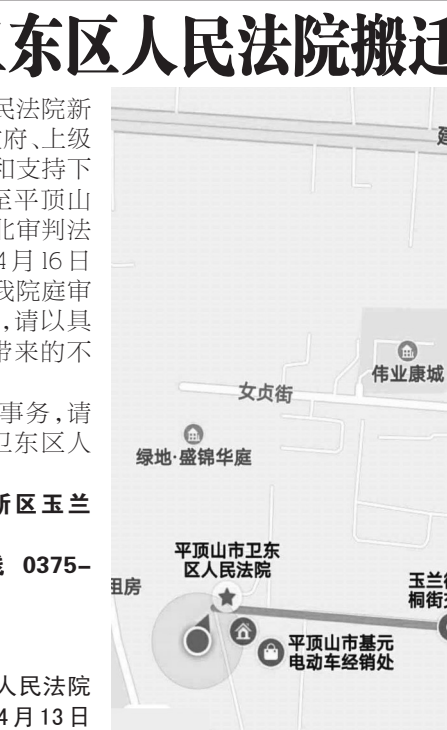 东区人民法院搬迁
民法院新
府、上级
和支持下
至平顶山
北审判法
4月16日
我院庭审
,请以具
带来的不
事务,请
卫东区人
新区玉兰
0375-
人民法院
4月13日
建
伟业康城
女贞街
绿地·盛锦华庭
平顶山市卫东
区人民法院
租房
玉兰街
桐街
平顶山市基元
电动车经销处